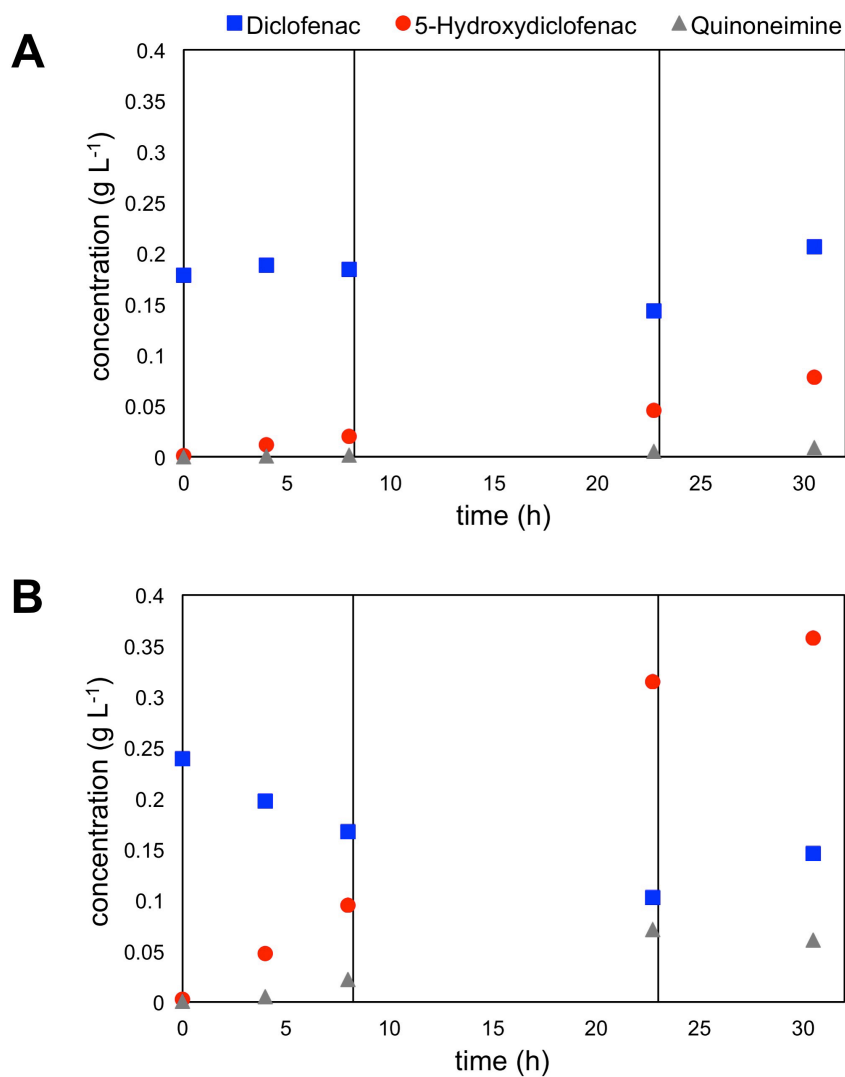 Diclofenac 5-Hydroxydiclofenac Quinoneimine
A
0.4
0.35
0.3
0.25
0.2
0.15
0.1
0.05
0
concentration (g L-1)
0 5 10 15 20 25 30
time (h)
B
0.4
0.35
0.3
0.25
0.2
0.15
0.1
0.05
0
concentration (g L-1)
0 5 10 15 20 25 30
time (h)